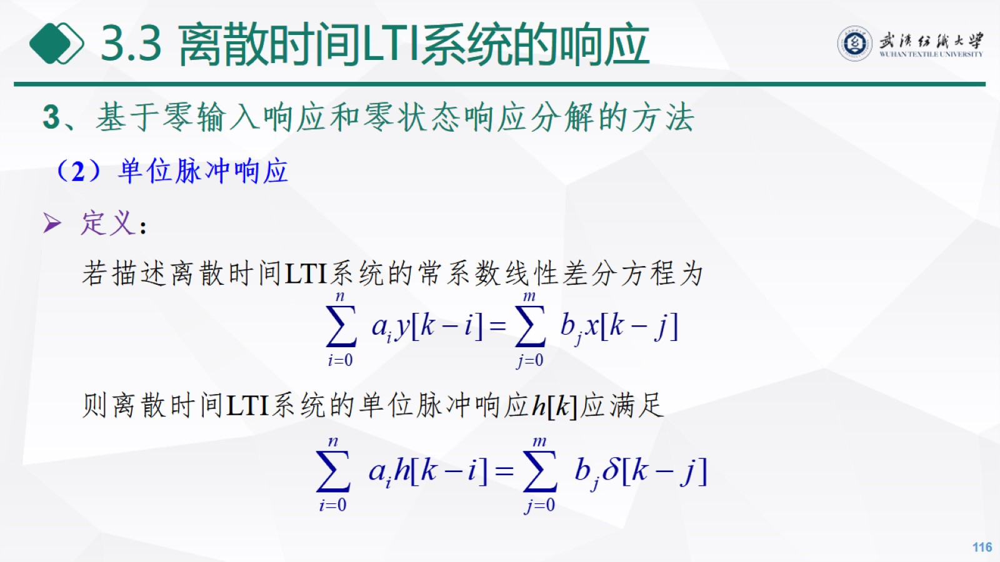 3.3 离散时间LTI系统的响应
武汉纺织大学
WUHAN TEXTILE UNIVERSITY
3、基于零输入响应和零状态响应分解的方法
（2）单位脉冲响应
➢ 定义：
若描述离散时间LTI系统的常系数线性差分方程为
$\sum_{i=0}^{n} a_i y[k-i] = \sum_{j=0}^{m} b_j x[k-j]$
则离散时间LTI系统的单位脉冲响应h[k]应满足
$\sum_{i=0}^{n} a_i h[k-i] = \sum_{j=0}^{m} b_j \delta[k-j]$
116